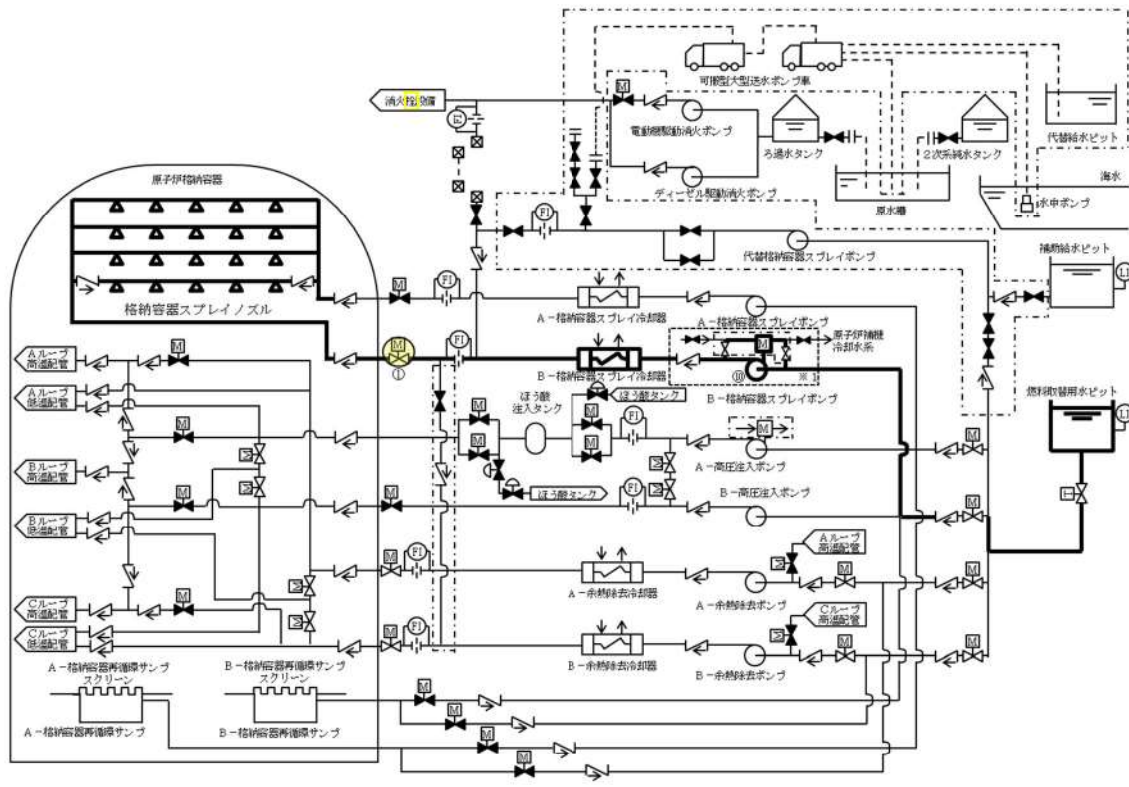 可搬型大型送水ポンプ車
消火栓設備
FI
M
電動機駆動消火ポンプ
ろ過水タンク
2次系純水タンク
代替給水ピット
ディーゼル駆動消火ポンプ
原水槽
海水
水中ポンプ
原子炉格納容器
FI
代替格納容器スプレイポンプ
補助給水ピット
LI
格納容器スプレイノズル
M
FI
A-格納容器スプレイ冷却器
A-格納容器スプレイポンプ
M
①
FI
B-格納容器スプレイ冷却器
M
⑩
※1
原子炉補機
冷却水系
B-格納容器スプレイポンプ
燃料取替用水ピット
LI
T
Aループ
高温配管
M
Aループ
低温配管
ほう酸
注入タンク
ほう酸タンク
M
M
M
M
M
FI
M
A-高圧注入ポンプ
M
Bループ
高温配管
M
M
M
ほう酸タンク
M
M
FI
M
B-高圧注入ポンプ
M
Bループ
低温配管
Aループ
高温配管
M
FI
A-余熱除去冷却器
M
M
A-余熱除去ポンプ
M
Cループ
高温配管
M
M
M
Cループ
低温配管
Cループ
高温配管
M
FI
B-余熱除去冷却器
M
M
B-余熱除去ポンプ
M
A-格納容器再循環サンプ
スクリーン
B-格納容器再循環サンプ
スクリーン
A-格納容器再循環サンプ
B-格納容器再循環サンプ
M
M
M
M